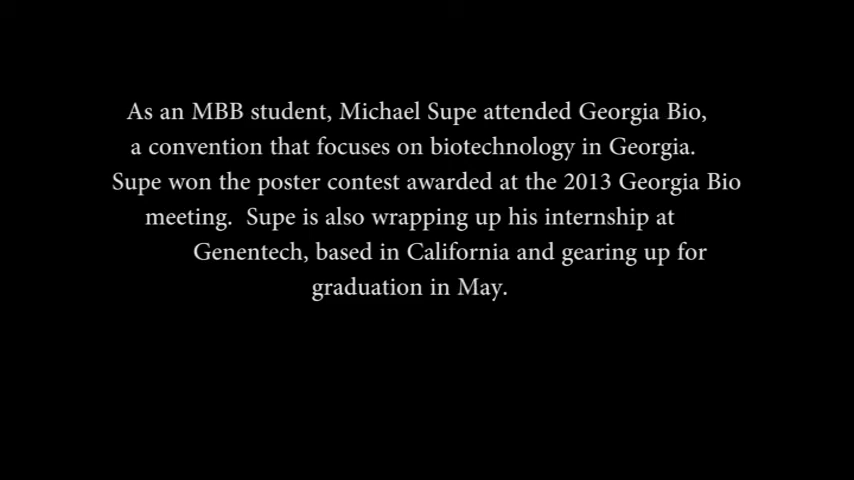 As an MBB student, Michael Supe attended Georgia Bio,
a convention that focuses on biotechnology in Georgia.
Supe won the poster contest awarded at the 2013 Georgia Bio
meeting.  Supe is also wrapping up his internship at
Genentech, based in California and gearing up for
graduation in May.